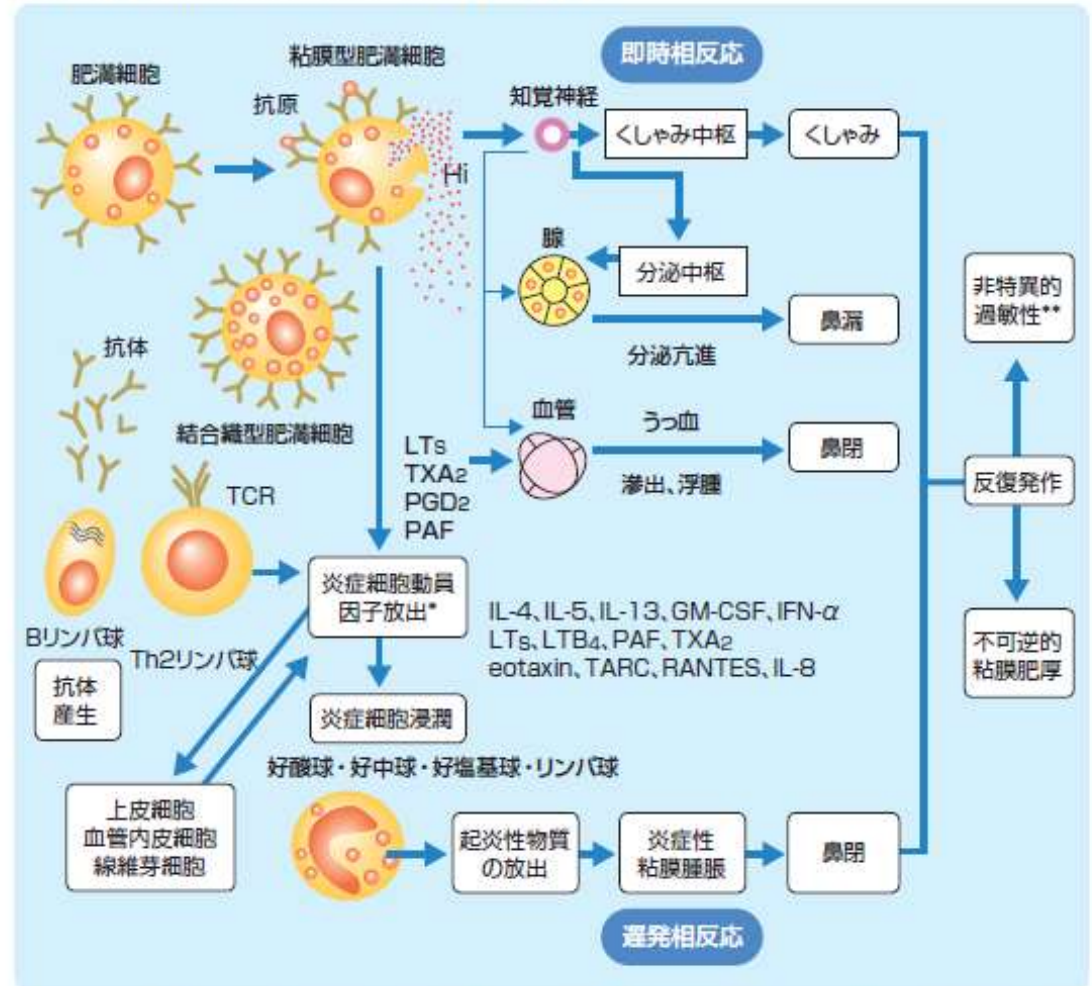 即時相反応
肥満細胞
粘膜型肥満細胞
抗原
知覚神経
くしゃみ中枢
くしゃみ
Hi
腺
分泌中枢
鼻漏
分泌亢進
非特異的
過敏性**
抗体
結合織型肥満細胞
血管
うっ血
鼻閉
滲出、浮腫
LTs
TXA2
PGD2
PAF
反復発作
TCR
炎症細胞動員
因子放出*
IL-4、IL-5、IL-13、GM-CSF、IFN-α
LTs、LTB4、PAF、TXA2
eotaxin、TARC、RANTES、IL-8
不可逆的
粘膜肥厚
Bリンパ球
Th2リンパ球
抗体
産生
炎症細胞浸潤
好酸球・好中球・好塩基球・リンパ球
上皮細胞
血管内皮細胞
線維芽細胞
起炎性物質
の放出
炎症性
粘膜腫脹
鼻閉
遅発相反応